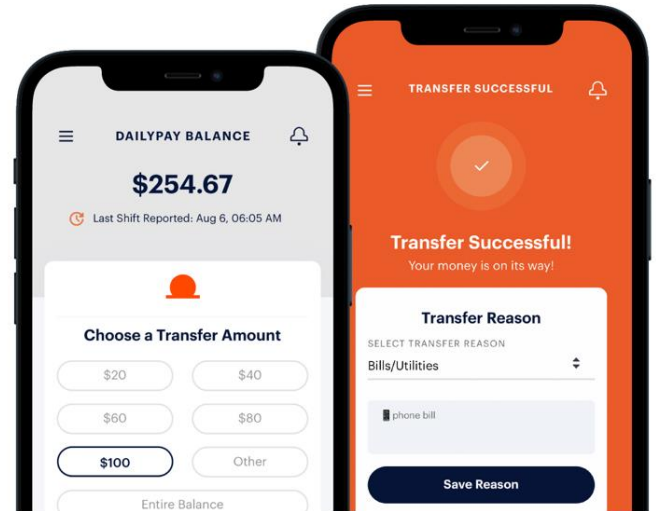 DAILYPAY BALANCE
$254.67
Last Shift Reported: Aug 6, 06:05 AM
Choose a Transfer Amount
$20
$40
$60
$80
$100
Other
Entire Balance
TRANSFER SUCCESSFUL
Transfer Successful!
Your money is on its way!
Transfer Reason
SELECT TRANSFER REASON
Bills/Utilities
phone bill
Save Reason